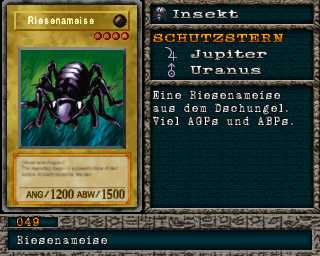 Riesenameise
ANG/1200 ABW/1500
Insekt
SCHUTZSTERN
Jupiter
Uranus
Eine Riesenameise
aus dem Dschungel.
Viel AGPs und ABPs.
049
Riesenameise